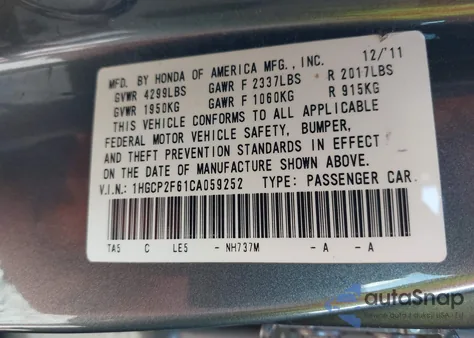 MFD. BY HONDA OF AMERICA MFG., INC. 12/'11
GVWR 4299LBS GAWR F 2337LBS R 2017LBS
GVWR 1950KG GAWR F 1060KG R 915KG
THIS VEHICLE CONFORMS TO ALL APPLICABLE
FEDERAL MOTOR VEHICLE SAFETY, BUMPER,
AND THEFT PREVENTION STANDARDS IN EFFECT
ON THE DATE OF MANUFACTURE SHOWN ABOVE.
V.I.N.: 1HGCP2F61CA059252 TYPE: PASSENGER CAR
TA5 C LE5 - NH737M - A - A
autoSnap